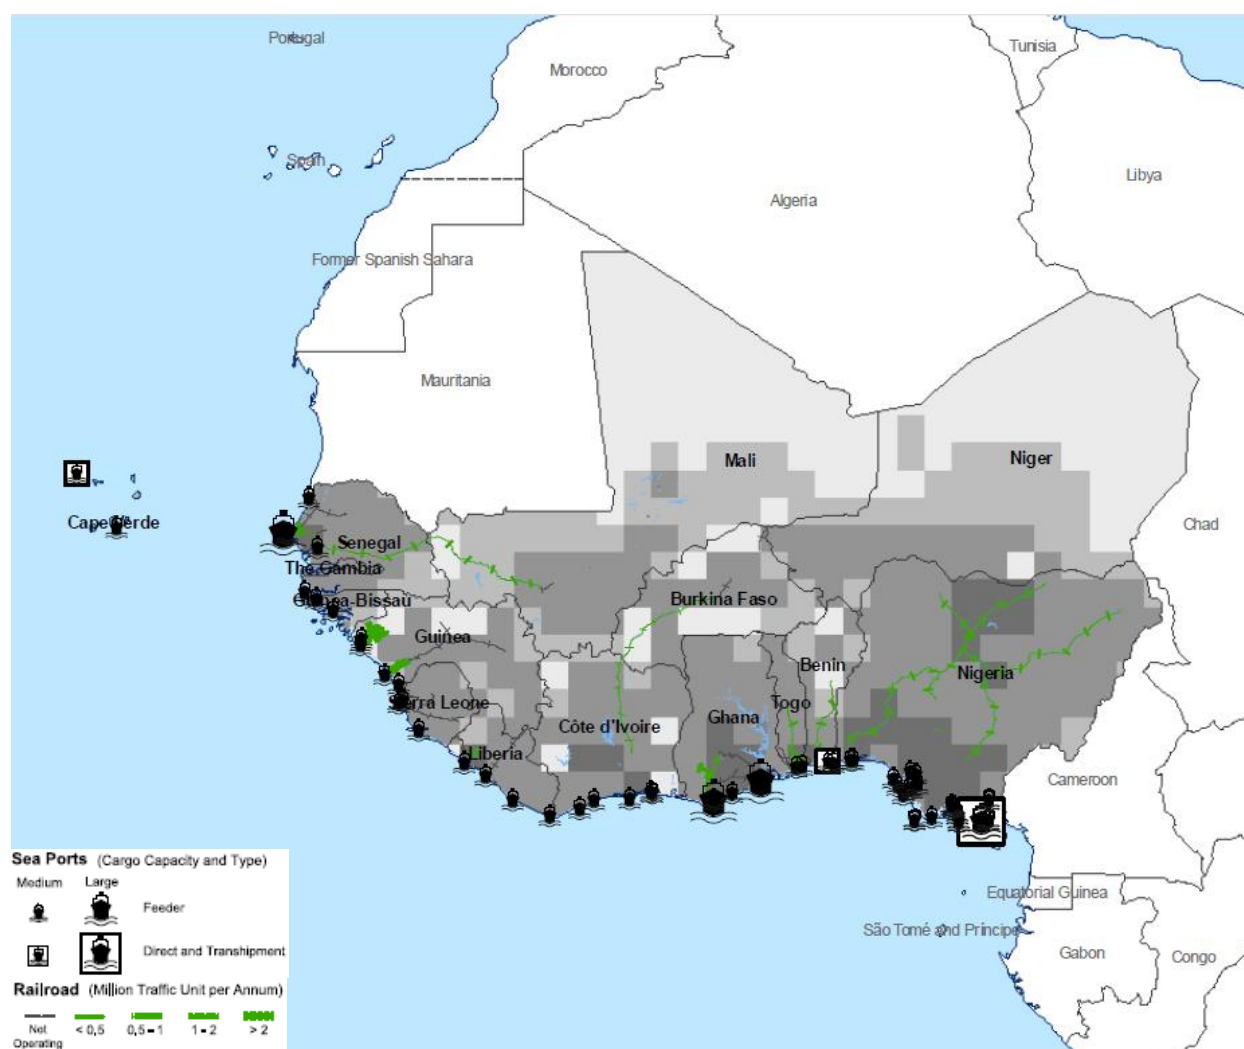 Portugal
Tunisia
Morocco
Spain
Libya
Algeria
Former Spanish Sahara
Mauritania
Mali
Niger
Cape Verde
Chad
Senegal
The Gambia
Guinea-Bissau
Burkina Faso
Guinea
Benin
Nigeria
Sierra Leone
Togo
Ghana
Côte d'Ivoire
Liberia
Cameroon
Equatorial Guinea
São Tomé and Príncipe
Gabon
Congo
Sea Ports (Cargo Capacity and Type)
Medium Large
Feeder
Direct and Transhipment
Railroad (Million Traffic Unit per Annum)
Not Operating < 0,5 0,5 - 1 1 - 2 > 2